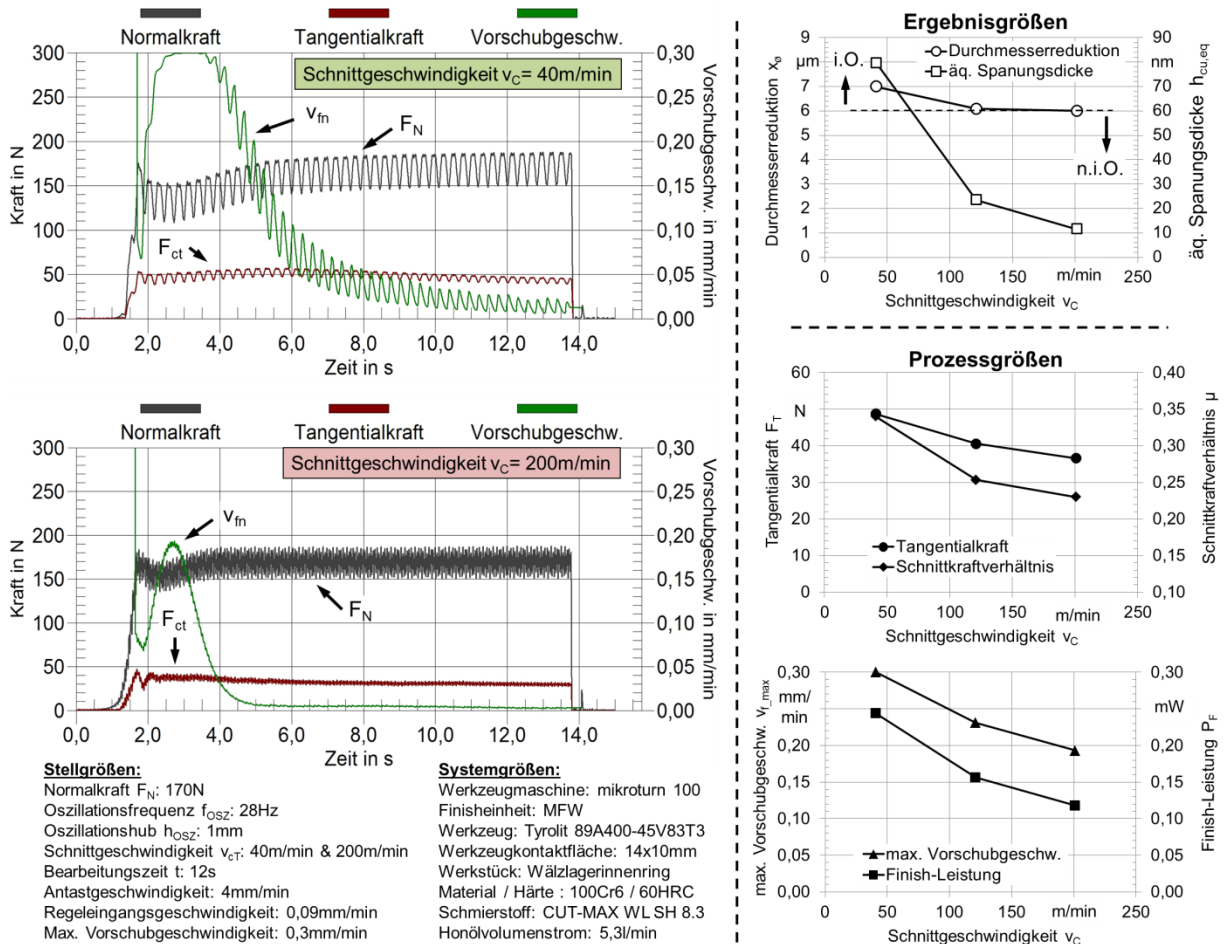 Normalkraft Tangentialkraft Vorschubgeschw.
Schnittgeschwindigkeit vC= 40m/min
Kraft in N
300
250
200
150
100
50
0
vfn
FN
Fct
0,30
0,25
0,20
0,15
0,10
0,05
0,00
Vorschubgeschw. in mm/min
0,0 2,0 4,0 6,0 8,0 10,0 12,0 14,0
Zeit in s
Normalkraft Tangentialkraft Vorschubgeschw.
Schnittgeschwindigkeit vC= 200m/min
Kraft in N
300
250
200
150
100
50
0
vfn
FN
Fct
0,30
0,25
0,20
0,15
0,10
0,05
0,00
Vorschubgeschw. in mm/min
0,0 2,0 4,0 6,0 8,0 10,0 12,0 14,0
Zeit in s
Stellgrößen:
Normalkraft FN: 170N
Oszillationsfrequenz fOSZ: 28Hz
Oszillationshub hOSZ: 1mm
Schnittgeschwindigkeit vcT: 40m/min & 200m/min
Bearbeitungszeit t: 12s
Antastgeschwindigkeit: 4mm/min
Regeleingangsgeschwindigkeit: 0,09mm/min
Max. Vorschubgeschwindigkeit: 0,3mm/min
Systemgrößen:
Werkzeugmaschine: mikroturn 100
Finisheinheit: MFW
Werkzeug: Tyrolit 89A400-45V83T3
Werkzeugkontaktfläche: 14x10mm
Werkstück: Wälzlagerinnenring
Material / Härte : 100Cr6 / 60HRC
Schmierstoff: CUT-MAX WL SH 8.3
Honölvolumenstrom: 5,3l/min
Ergebnisgrößen
Durchmesserreduktion xø
9
µm
7
6
5
4
3
2
1
0
i.O.
Durchmesserreduktion
äq. Spanungsdicke
n.i.O.
90
nm
70
60
50
40
30
20
10
0
äq. Spanungsdicke hcu,eq
0 50 100 150 m/min 250
Schnittgeschwindigkeit vC
Prozessgrößen
Tangentialkraft FT
60
N
40
30
20
10
0
Tangentialkraft
Schnittkraftverhältnis
0,40
0,35
0,30
0,25
0,20
0,15
0,10
Schnittkraftverhältnis µ
0 50 100 150 m/min 250
Schnittgeschwindigkeit vC
max. Vorschubgeschw. vf_max
0,30
mm/
min
0,20
0,15
0,10
0,05
0,00
max. Vorschubgeschw.
Finish-Leistung
0,30
mW
0,20
0,15
0,10
0,05
0,00
Finish-Leistung PF
0 50 100 150 m/min 250
Schnittgeschwindigkeit vC